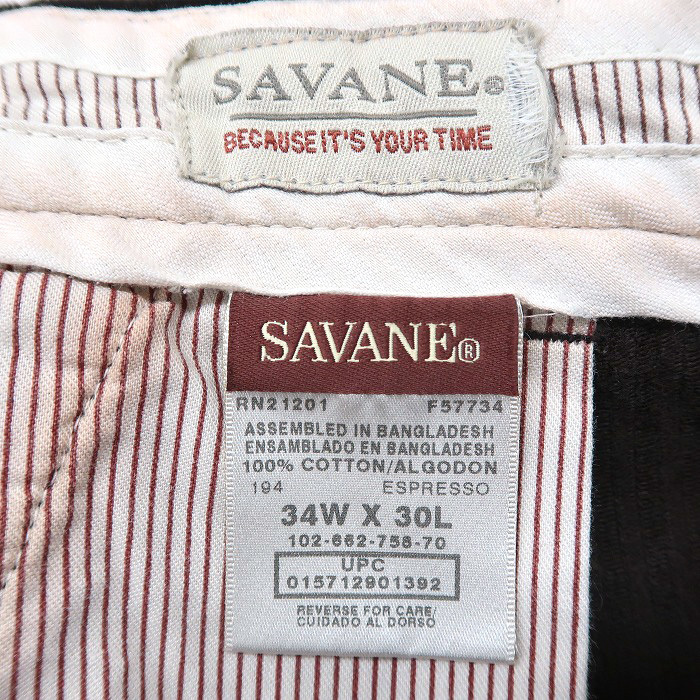 SAVANE®
BECAUSE IT'S YOUR TIME
SAVANE®
RN21201 F57734
ASSEMBLED IN BANGLADESH
ENSAMBLADO EN BANGLADESH
100% COTTON/ALGODON
194 ESPRESSO
34W X 30L
102-662-758-70
UPC
015712901392
REVERSE FOR CARE/
CUIDADO AL DORSO